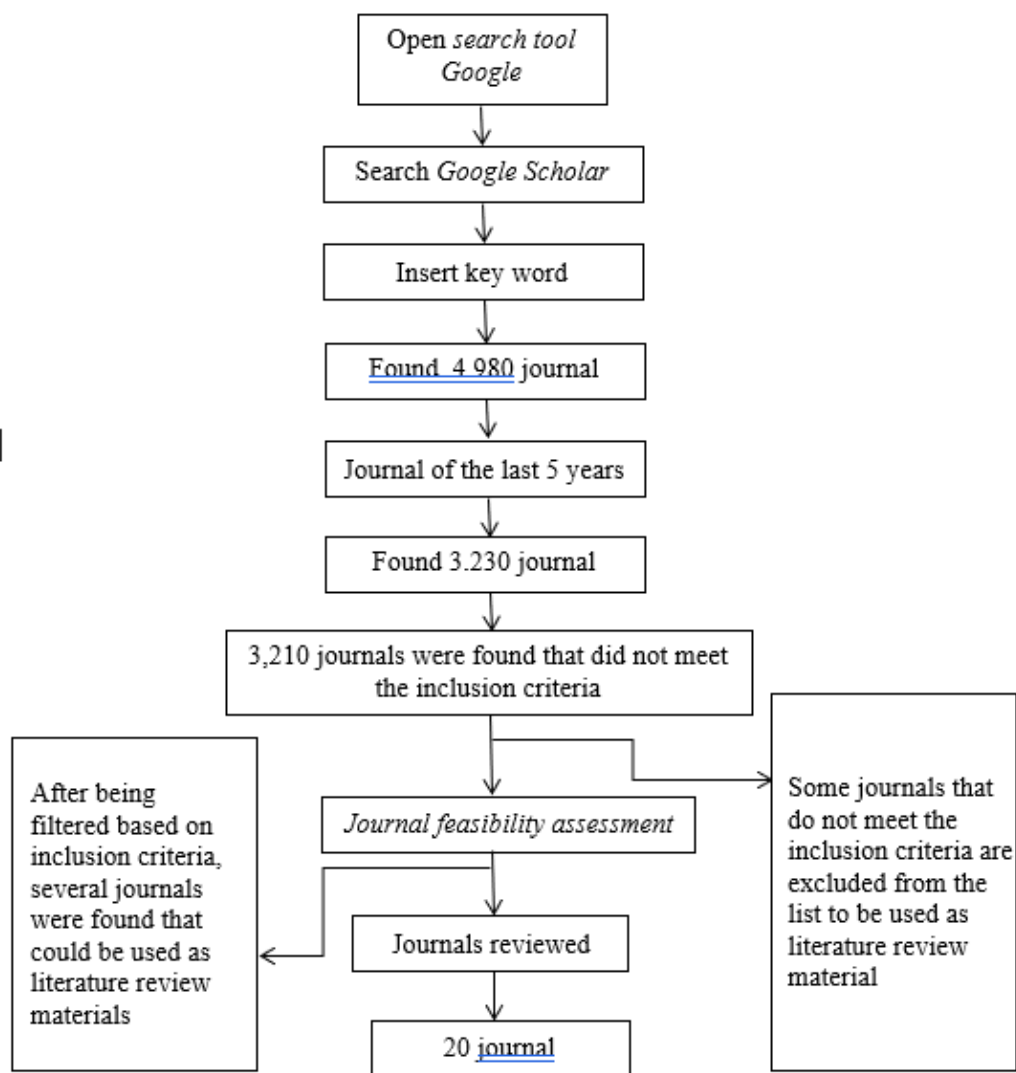 Open search tool
Google
Search Google Scholar
Insert key word
Found 4 980 journal
Journal of the last 5 years
Found 3.230 journal
3,210 journals were found that did not meet
the inclusion criteria
Journal feasibility assessment
Some journals that
do not meet the
inclusion criteria are
excluded from the
list to be used as
literature review
material
After being
filtered based on
inclusion criteria,
several journals
were found that
could be used as
literature review
materials
Journals reviewed
20 journal